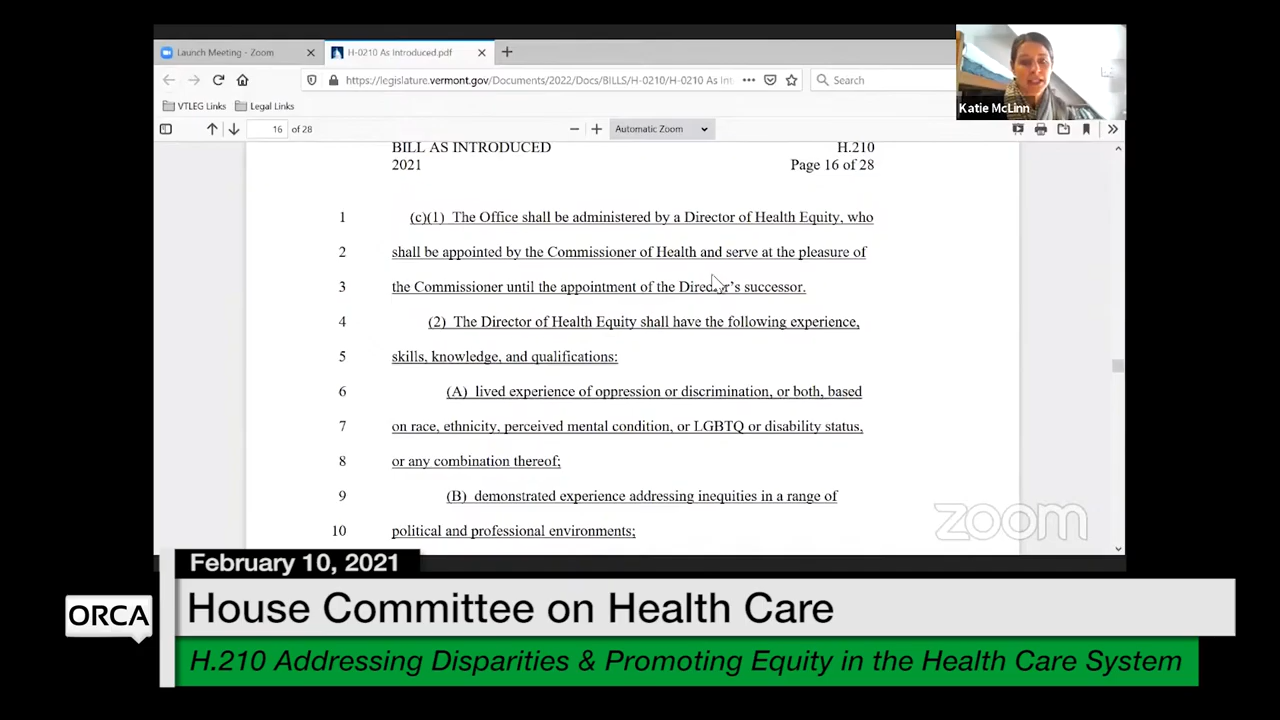 Launch Meeting - Zoom
H-0210 As Introduced.pdf
https://legislature.vermont.gov/Documents/2022/Docs/BILLS/H-0210/H-0210 As Int
Search
VTLEG Links
Legal Links
16 of 28
Automatic Zoom
Katie McLinn
BILL AS INTRODUCED H.210
2021 Page 16 of 28
1 (c)(1) The Office shall be administered by a Director of Health Equity, who
2 shall be appointed by the Commissioner of Health and serve at the pleasure of
3 the Commissioner until the appointment of the Director's successor.
4 (2) The Director of Health Equity shall have the following experience,
5 skills, knowledge, and qualifications:
6 (A) lived experience of oppression or discrimination, or both, based
7 on race, ethnicity, perceived mental condition, or LGBTQ or disability status,
8 or any combination thereof;
9 (B) demonstrated experience addressing inequities in a range of
10 political and professional environments;
zoom
February 10, 2021
ORCA
House Committee on Health Care
H.210 Addressing Disparities & Promoting Equity in the Health Care System